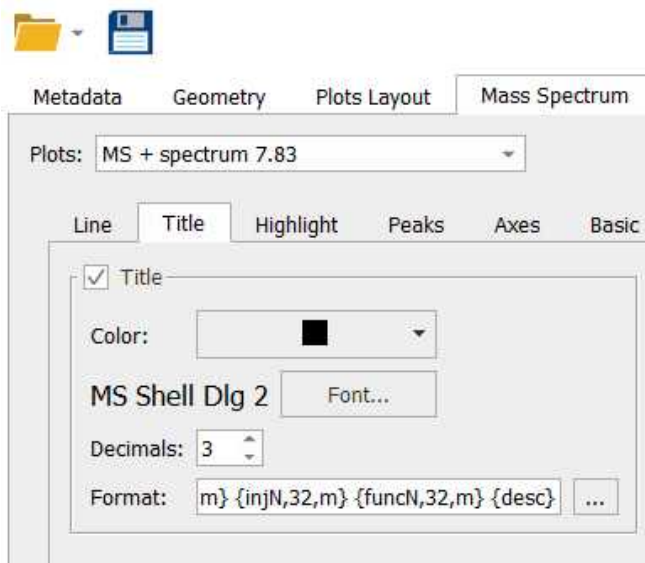 Metadata Geometry Plots Layout Mass Spectrum
Plots: MS + spectrum 7.83
Line Title Highlight Peaks Axes Basic
Title
Color:
MS Shell Dlg 2 Font...
Decimals: 3
Format: m} {injN,32,m} {funcN,32,m} {desc} ...